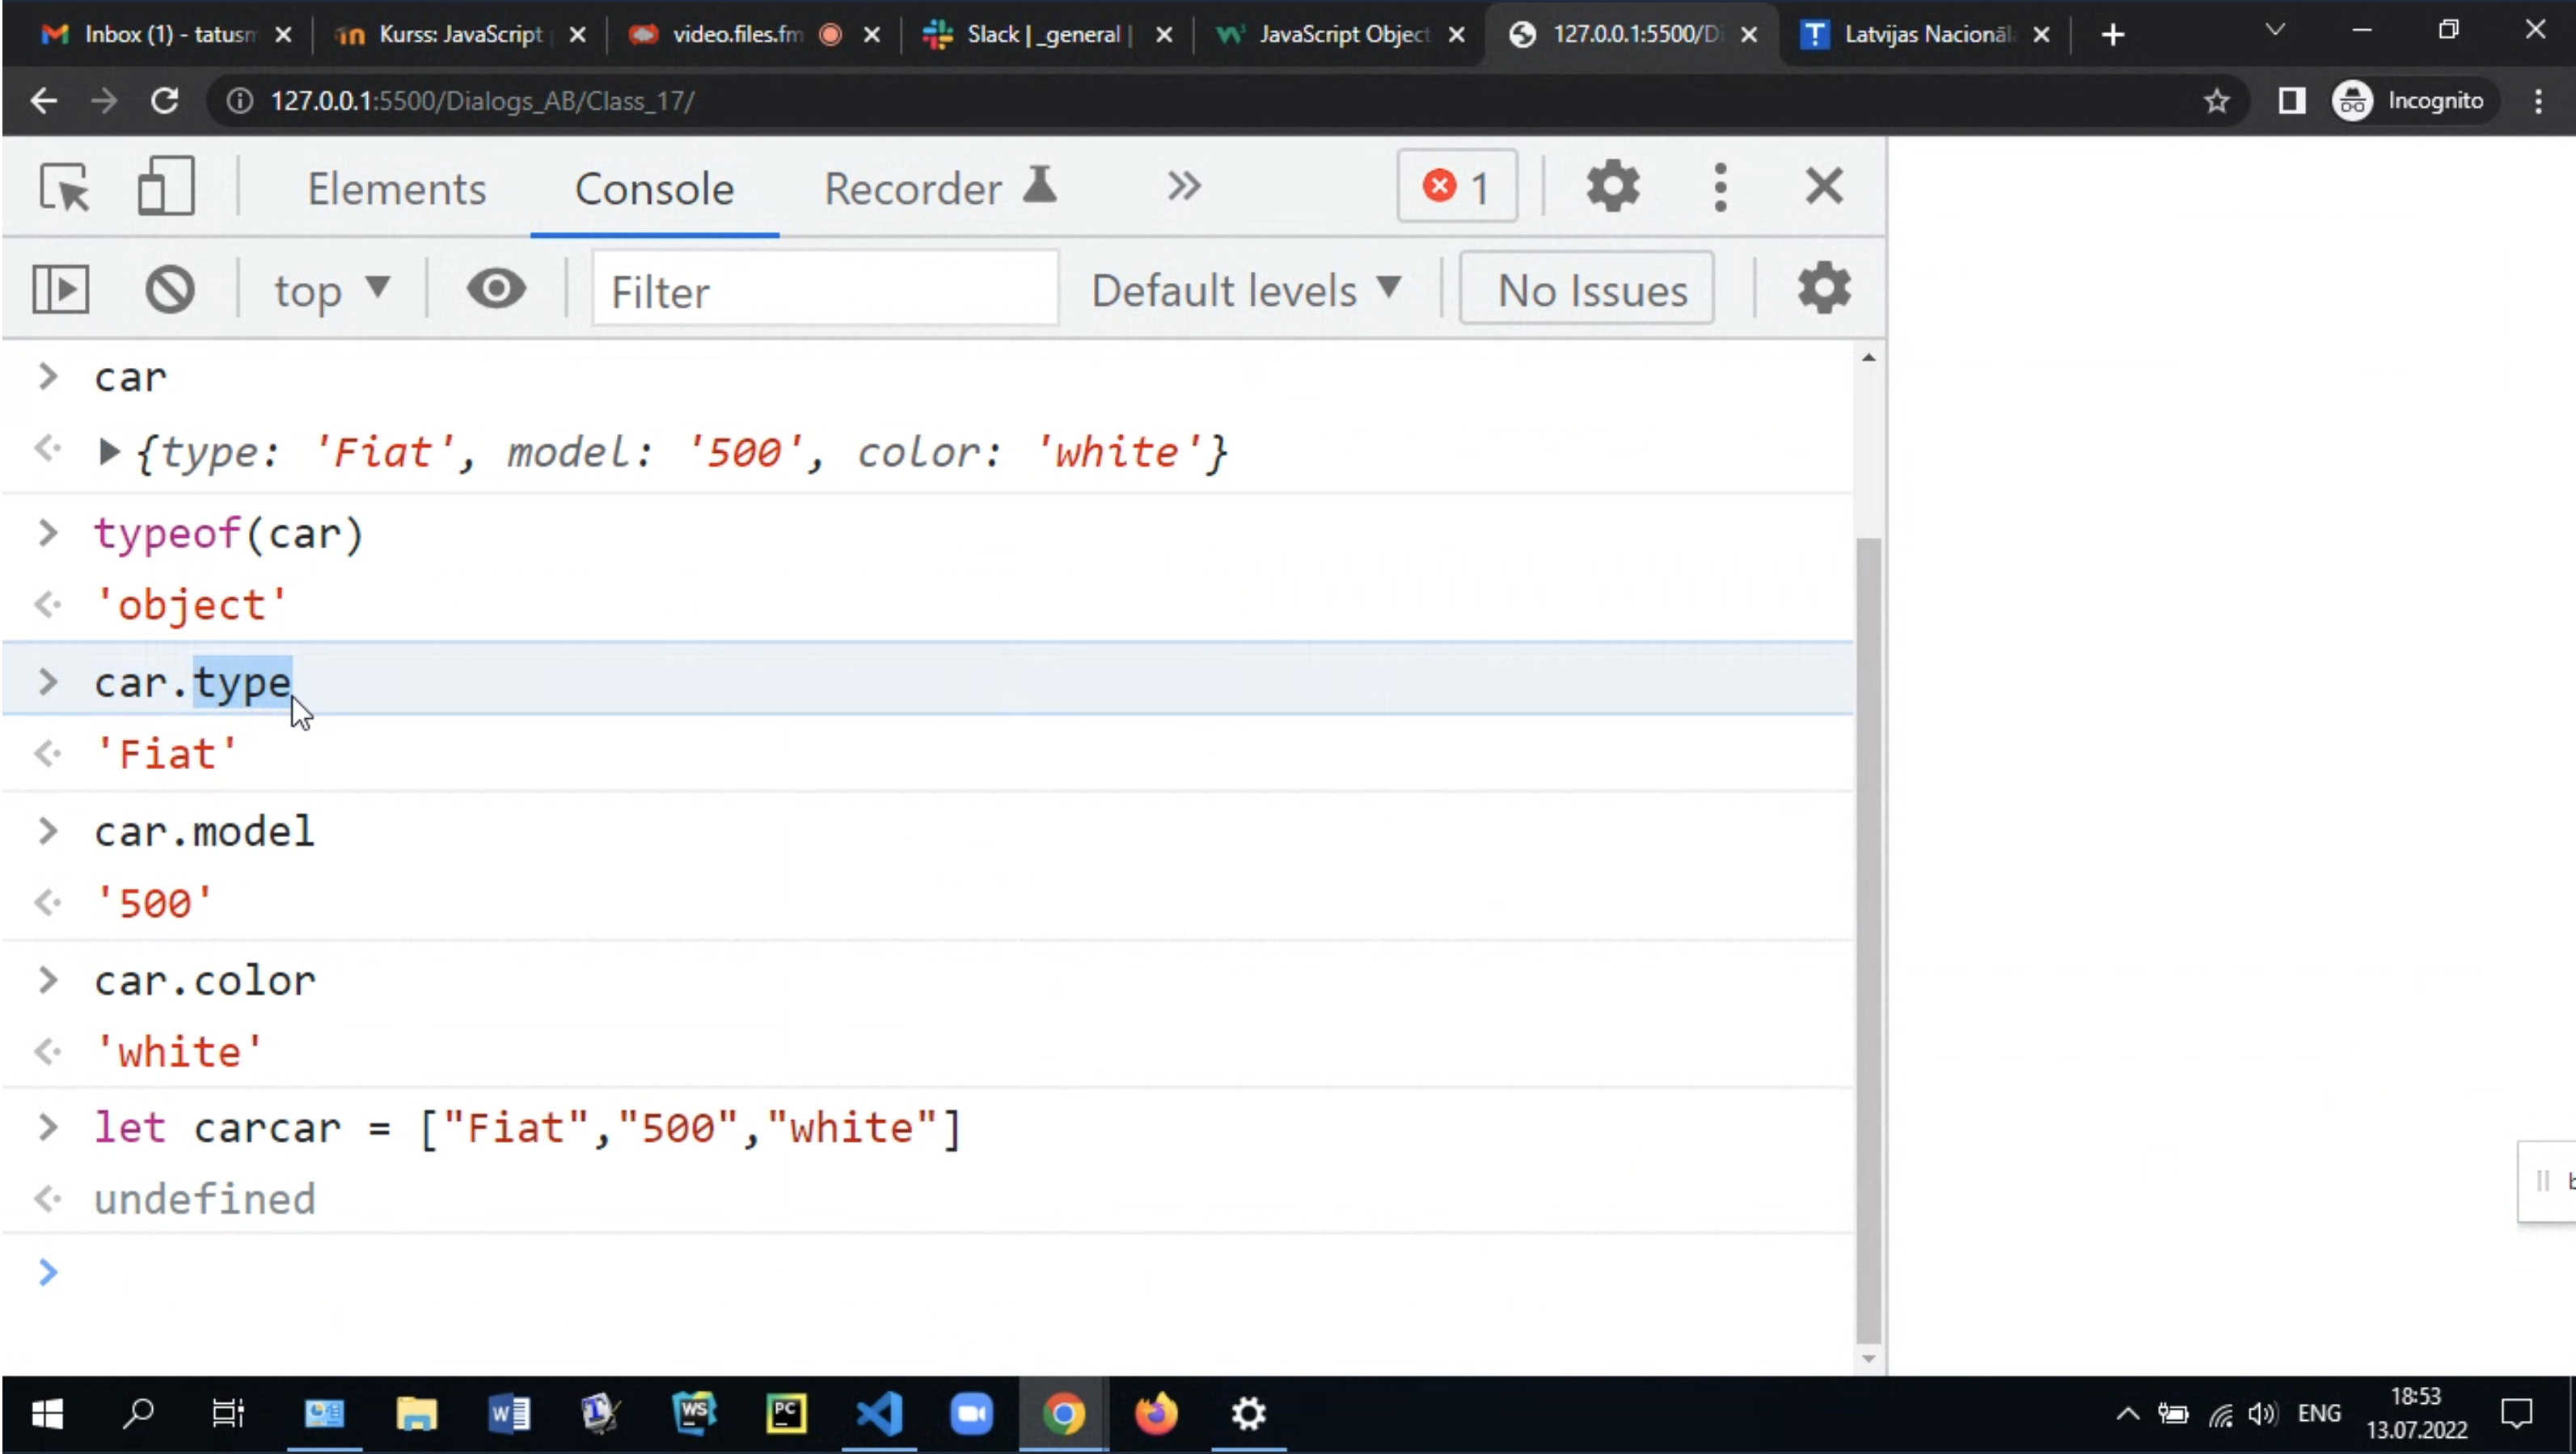 Inbox (1) - tatusm
Kurss: JavaScript
video.files.fm
Slack | _general |
JavaScript Object
127.0.0.1:5500/Di
Latvijas Nacionāl
127.0.0.1:5500/Dialogs_AB/Class_17/
Incognito
Elements
Console
Recorder
1
top
Filter
Default levels
No Issues
> car
{type: 'Fiat', model: '500', color: 'white'}
> typeof(car)
'object'
> car.type
'Fiat'
> car.model
'500'
> car.color
'white'
> let carcar = ["Fiat","500","white"]
undefined
>
ENG
18:53
13.07.2022